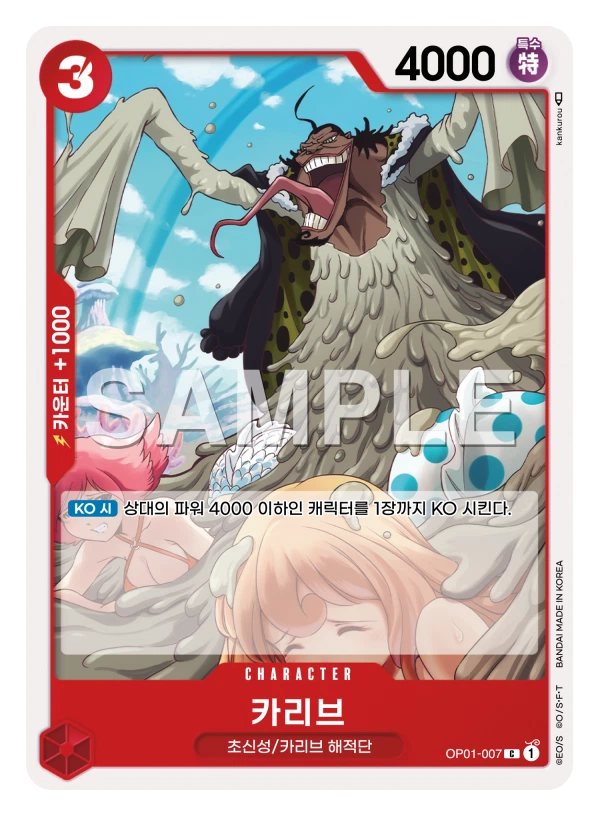 3
4000
특수
特
kankurou
카운터 +1000
SAMPLE
KO 시 상대의 파워 4000 이하인 캐릭터를 1장까지 KO 시킨다.
CHARACTER
카리브
초신성/카리브 해적단
OP01-007 C 1
©EO/S ©O/S·F·T BANDAI MADE IN KOREA